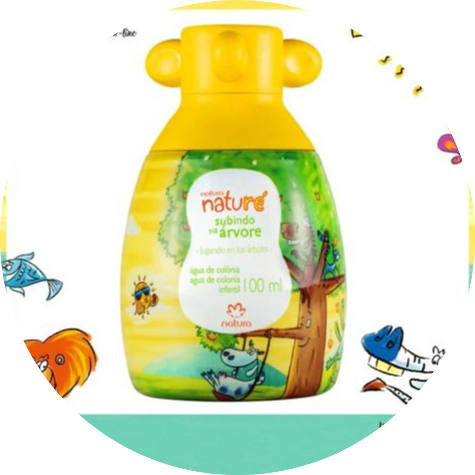 natura
naturé
subindo
na árvore
- jugando en los árboles -
água de colônia
agua de colonia
infantil 100 ml
natura